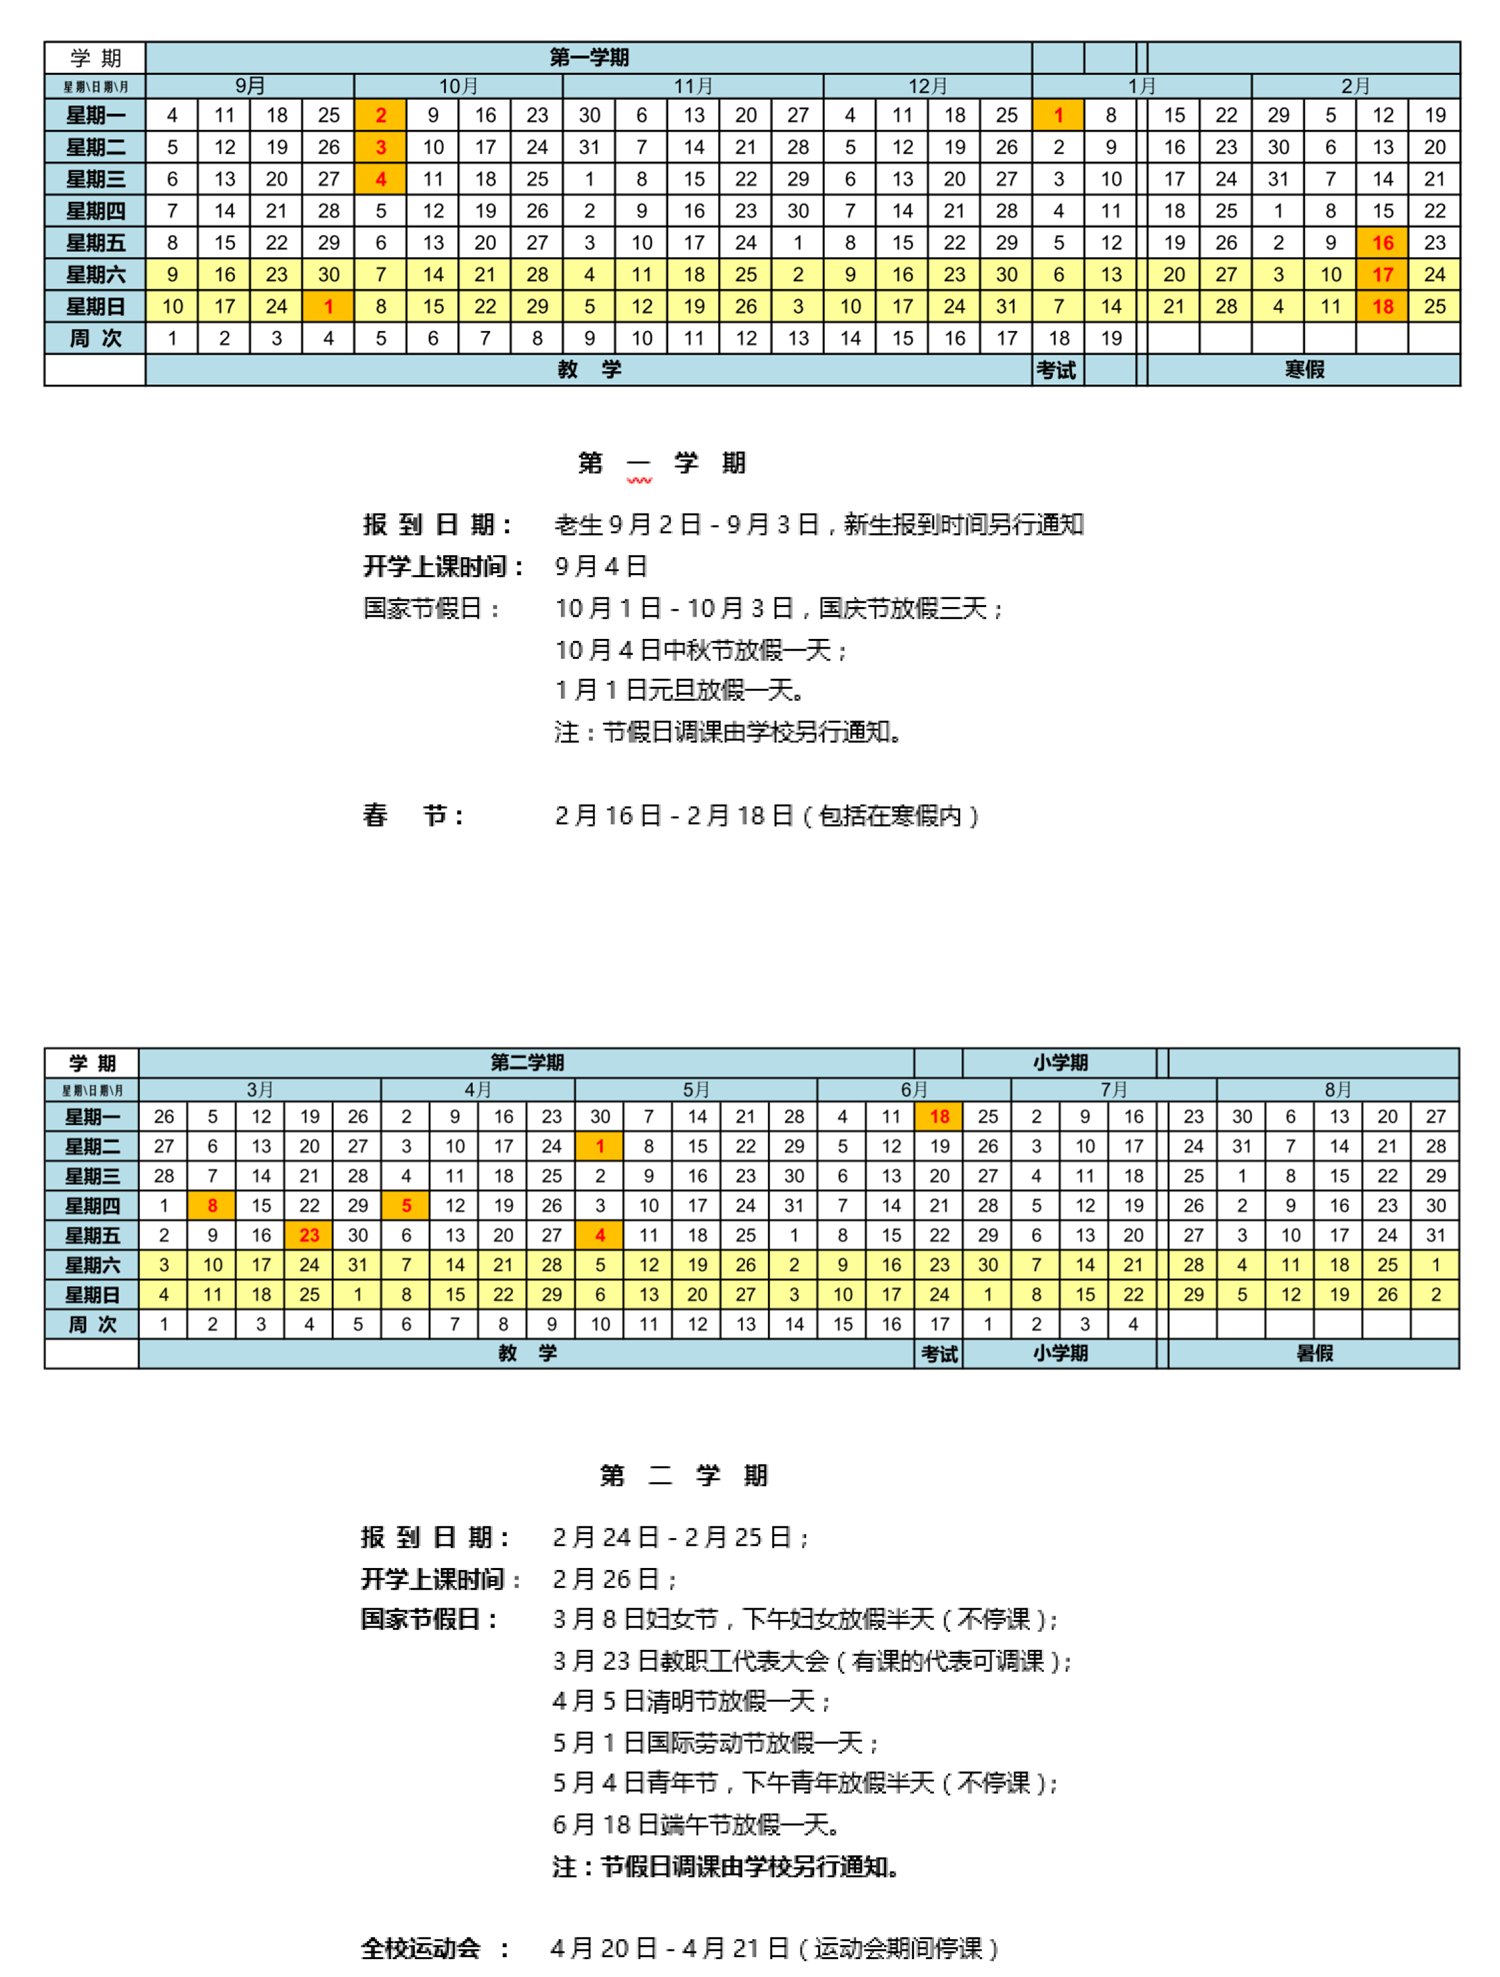 学 期 第一学期
星期\日期\月 9月 10月 11月 12月 1月 2月
星期一 4 11 18 25 2 9 16 23 30 6 13 20 27 4 11 18 25 1 8 15 22 29 5 12 19
星期二 5 12 19 26 3 10 17 24 31 7 14 21 28 5 12 19 26 2 9 16 23 30 6 13 20
星期三 6 13 20 27 4 11 18 25 1 8 15 22 29 6 13 20 27 3 10 17 24 31 7 14 21
星期四 7 14 21 28 5 12 19 26 2 9 16 23 30 7 14 21 28 4 11 18 25 1 8 15 22
星期五 8 15 22 29 6 13 20 27 3 10 17 24 1 8 15 22 29 5 12 19 26 2 9 16 23
星期六 9 16 23 30 7 14 21 28 4 11 18 25 2 9 16 23 30 6 13 20 27 3 10 17 24
星期日 10 17 24 1 8 15 22 29 5 12 19 26 3 10 17 24 31 7 14 21 28 4 11 18 25
周 次 1 2 3 4 5 6 7 8 9 10 11 12 13 14 15 16 17 18 19
教 学 考试 寒假
第 一 学 期
报 到 日 期： 老生9月2日-9月3日，新生报到时间另行通知
开学上课时间： 9月4日
国家节假日： 10月1日-10月3日，国庆节放假三天；
10月4日中秋节放假一天；
1月1日元旦放假一天。
注：节假日调课由学校另行通知。
春 节： 2月16日-2月18日（包括在寒假内）
学 期 第二学期 小学期
星期\日期\月 3月 4月 5月 6月 7月 8月
星期一 26 5 12 19 26 2 9 16 23 30 7 14 21 28 4 11 18 25 2 9 16 23 30 6 13 20 27
星期二 27 6 13 20 27 3 10 17 24 1 8 15 22 29 5 12 19 26 3 10 17 24 31 7 14 21 28
星期三 28 7 14 21 28 4 11 18 25 2 9 16 23 30 6 13 20 27 4 11 18 25 1 8 15 22 29
星期四 1 8 15 22 29 5 12 19 26 3 10 17 24 31 7 14 21 28 5 12 19 26 2 9 16 23 30
星期五 2 9 16 23 30 6 13 20 27 4 11 18 25 1 8 15 22 29 6 13 20 27 3 10 17 24 31
星期六 3 10 17 24 31 7 14 21 28 5 12 19 26 2 9 16 23 30 7 14 21 28 4 11 18 25 1
星期日 4 11 18 25 1 8 15 22 29 6 13 20 27 3 10 17 24 1 8 15 22 29 5 12 19 26 2
周 次 1 2 3 4 5 6 7 8 9 10 11 12 13 14 15 16 17 1 2 3 4
教 学 考试 小学期 暑假
第 二 学 期
报 到 日 期： 2月24日-2月25日；
开学上课时间： 2月26日；
国家节假日： 3月8日妇女节，下午妇女放假半天（不停课）；
3月23日教职工代表大会（有课的代表可调课）；
4月5日清明节放假一天；
5月1日国际劳动节放假一天；
5月4日青年节，下午青年放假半天（不停课）；
6月18日端午节放假一天。
注：节假日调课由学校另行通知。
全校运动会 ： 4月20日-4月21日（运动会期间停课）